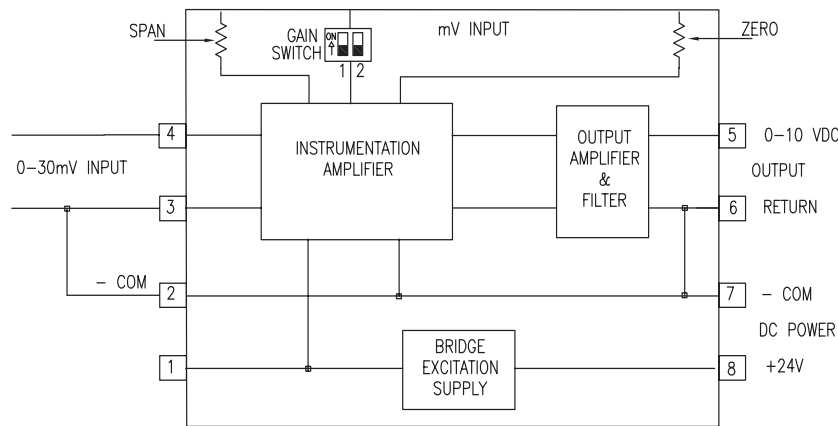 SPAN
GAIN
SWITCH
ON
1 2
mV INPUT
ZERO
4
INSTRUMENTATION
AMPLIFIER
OUTPUT
AMPLIFIER
&
FILTER
5
0-10 VDC
0-30mV INPUT
OUTPUT
3
6
RETURN
- COM
2
7
- COM
DC POWER
1
BRIDGE
EXCITATION
SUPPLY
8
+24V